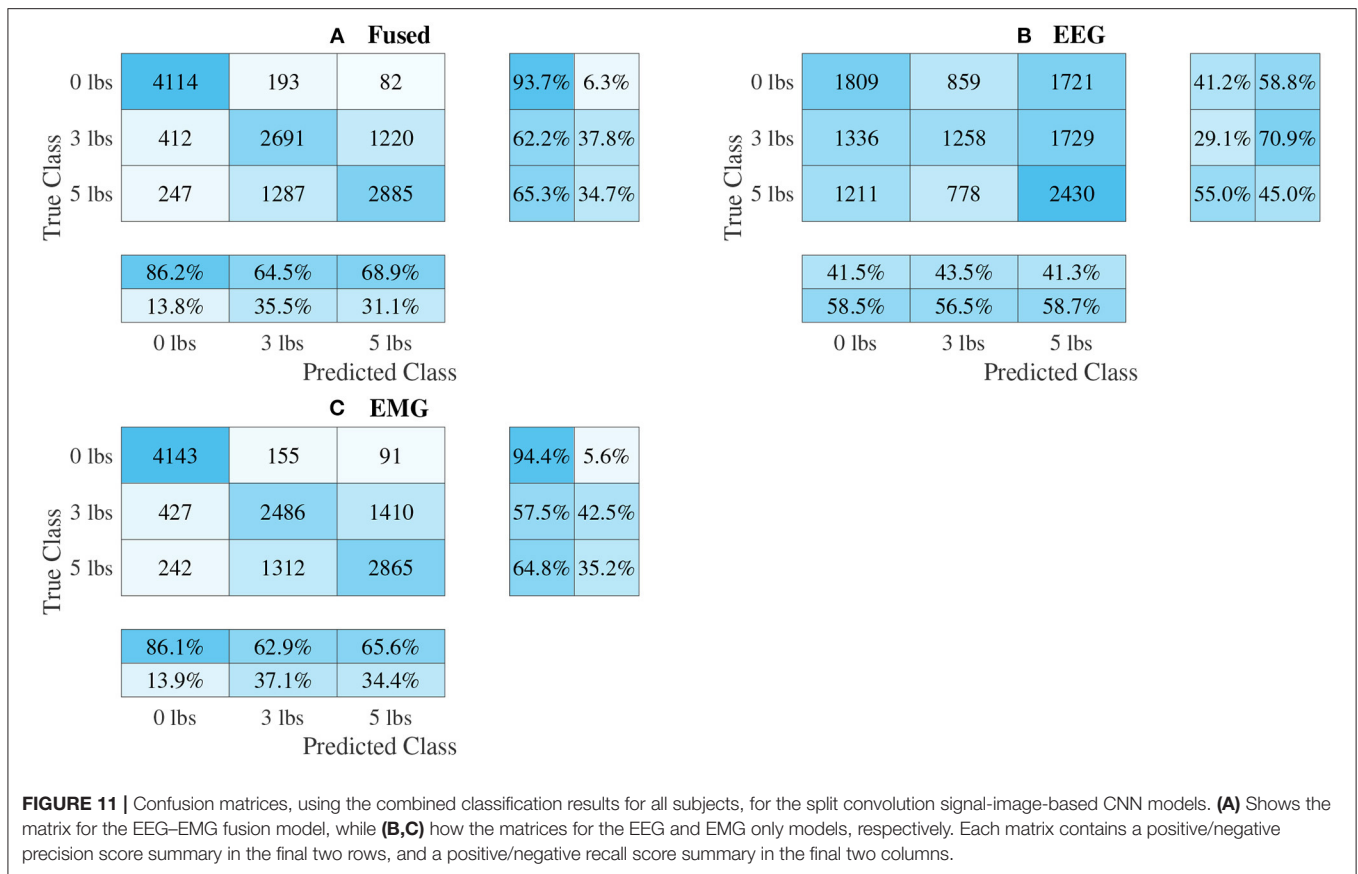 A Fused
0 lbs 4114 193 82 93.7% 6.3%
3 lbs 412 2691 1220 62.2% 37.8%
5 lbs 247 1287 2885 65.3% 34.7%
True Class
86.2% 64.5% 68.9%
13.8% 35.5% 31.1%
0 lbs 3 lbs 5 lbs
Predicted Class
B EEG
0 lbs 1809 859 1721 41.2% 58.8%
3 lbs 1336 1258 1729 29.1% 70.9%
5 lbs 1211 778 2430 55.0% 45.0%
True Class
41.5% 43.5% 41.3%
58.5% 56.5% 58.7%
0 lbs 3 lbs 5 lbs
Predicted Class
C EMG
0 lbs 4143 155 91 94.4% 5.6%
3 lbs 427 2486 1410 57.5% 42.5%
5 lbs 242 1312 2865 64.8% 35.2%
True Class
86.1% 62.9% 65.6%
13.9% 37.1% 34.4%
0 lbs 3 lbs 5 lbs
Predicted Class
FIGURE 11 | Confusion matrices, using the combined classification results for all subjects, for the split convolution signal-image-based CNN models. (A) Shows the
matrix for the EEG–EMG fusion model, while (B,C) how the matrices for the EEG and EMG only models, respectively. Each matrix contains a positive/negative
precision score summary in the final two rows, and a positive/negative recall score summary in the final two columns.